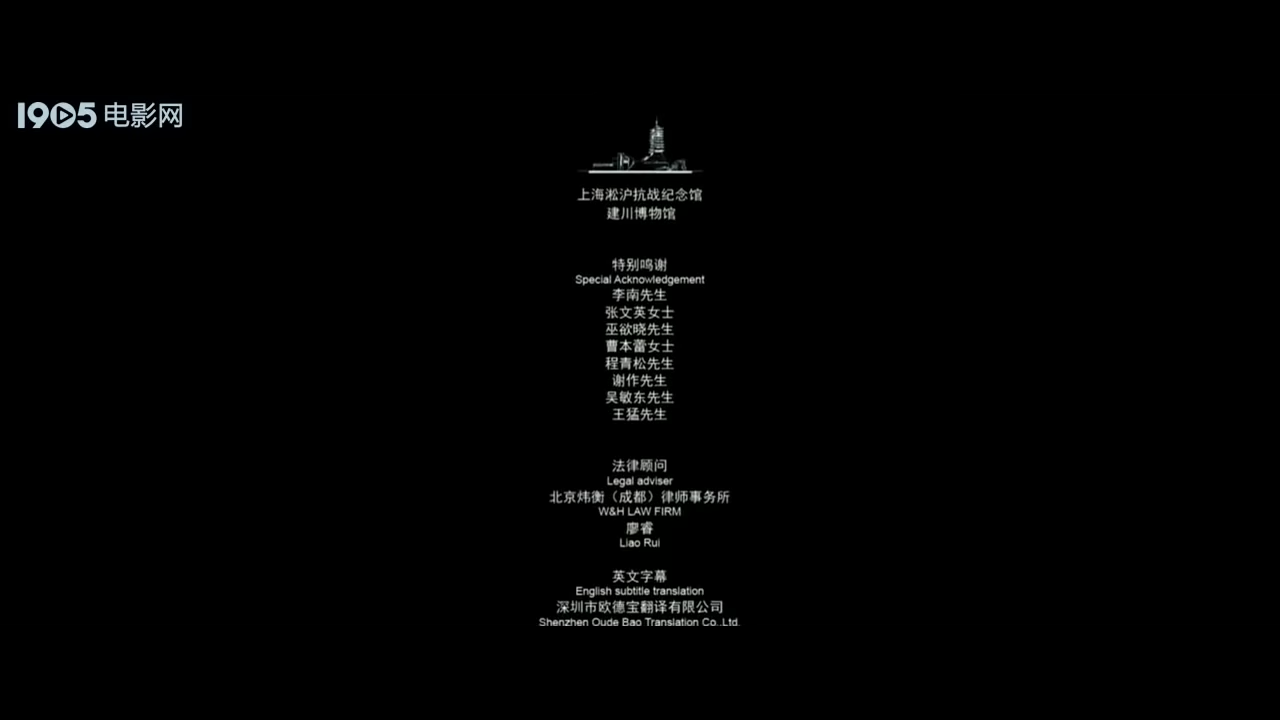 1905 电影网
上海淞沪抗战纪念馆
建川博物馆
特别鸣谢
Special Acknowledgement
李南先生
张文英女士
巫欲晓先生
曹本蕾女士
程青松先生
谢作先生
吴敏东先生
王猛先生
法律顾问
Legal adviser
北京炜衡（成都）律师事务所
W&H LAW FIRM
廖睿
Liao Rui
英文字幕
English subtitle translation
深圳市欧德宝翻译有限公司
Shenzhen Oude Bao Translation Co.,Ltd.